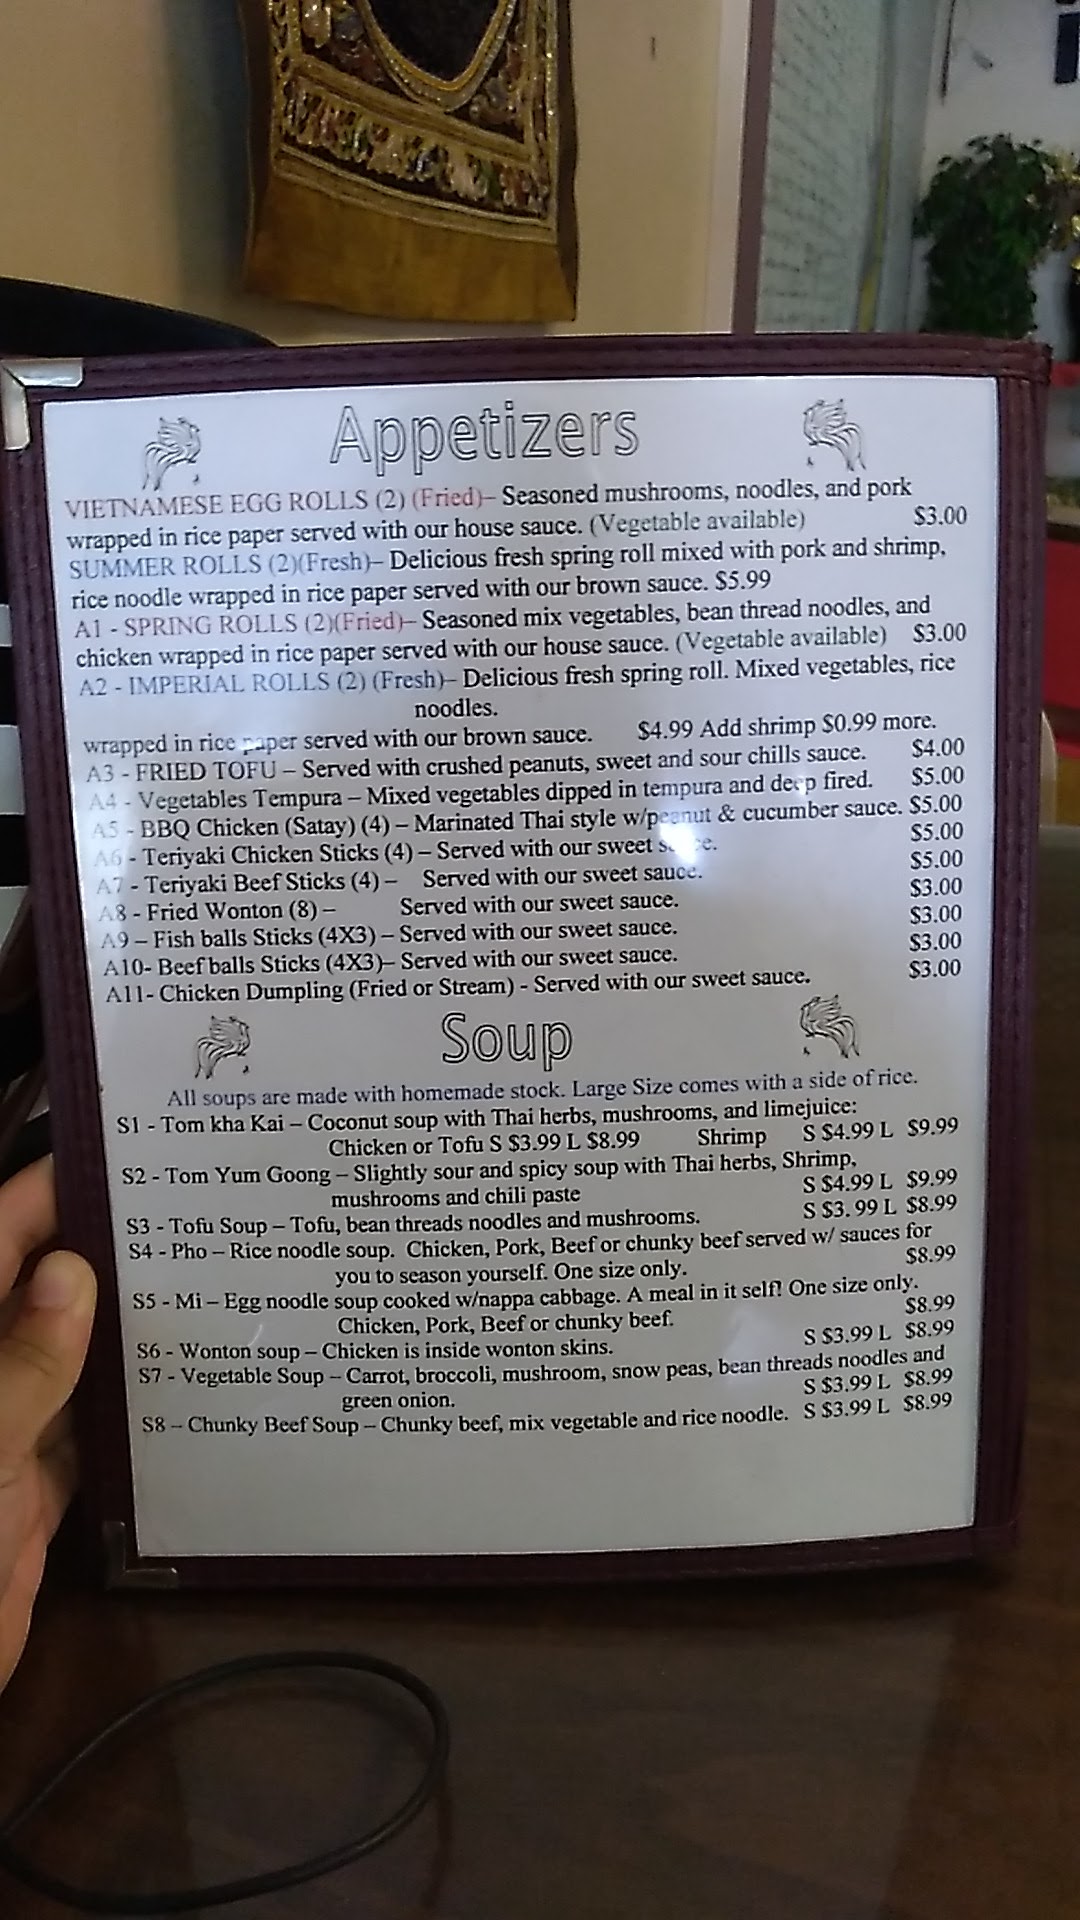 Appetizers
VIETNAMESE EGG ROLLS (2) (Fried)– Seasoned mushrooms, noodles, and pork
wrapped in rice paper served with our house sauce. (Vegetable available) $3.00
SUMMER ROLLS (2)(Fresh)– Delicious fresh spring roll mixed with pork and shrimp,
rice noodle wrapped in rice paper served with our brown sauce. $5.99
A1 - SPRING ROLLS (2)(Fried)– Seasoned mix vegetables, bean thread noodles, and
chicken wrapped in rice paper served with our house sauce. (Vegetable available) $3.00
A2 - IMPERIAL ROLLS (2) (Fresh)– Delicious fresh spring roll. Mixed vegetables, rice
noodles.
wrapped in rice paper served with our brown sauce. $4.99 Add shrimp $0.99 more.
A3 - FRIED TOFU – Served with crushed peanuts, sweet and sour chills sauce. $4.00
A4 - Vegetables Tempura – Mixed vegetables dipped in tempura and deep fired. $5.00
A5 - BBQ Chicken (Satay) (4) – Marinated Thai style w/peanut & cucumber sauce. $5.00
A6 - Teriyaki Chicken Sticks (4) – Served with our sweet sauce. $5.00
A7 - Teriyaki Beef Sticks (4) – Served with our sweet sauce. $5.00
A8 - Fried Wonton (8) – Served with our sweet sauce. $3.00
A9 – Fish balls Sticks (4X3) – Served with our sweet sauce. $3.00
A10- Beef balls Sticks (4X3)– Served with our sweet sauce. $3.00
A11- Chicken Dumpling (Fried or Stream) - Served with our sweet sauce. $3.00
Soup
All soups are made with homemade stock. Large Size comes with a side of rice.
S1 - Tom kha Kai – Coconut soup with Thai herbs, mushrooms, and limejuice:
Chicken or Tofu S $3.99 L $8.99 Shrimp S $4.99 L $9.99
S2 - Tom Yum Goong – Slightly sour and spicy soup with Thai herbs, Shrimp,
mushrooms and chili paste S $4.99 L $9.99
S3 - Tofu Soup – Tofu, bean threads noodles and mushrooms. S $3.99 L $8.99
S4 - Pho – Rice noodle soup. Chicken, Pork, Beef or chunky beef served w/ sauces for
you to season yourself. One size only. $8.99
S5 - Mi – Egg noodle soup cooked w/nappa cabbage. A meal in it self! One size only.
Chicken, Pork, Beef or chunky beef. $8.99
S6 - Wonton soup – Chicken is inside wonton skins. S $3.99 L $8.99
S7 - Vegetable Soup – Carrot, broccoli, mushroom, snow peas, bean threads noodles and
green onion. S $3.99 L $8.99
S8 – Chunky Beef Soup – Chunky beef, mix vegetable and rice noodle. S $3.99 L $8.99